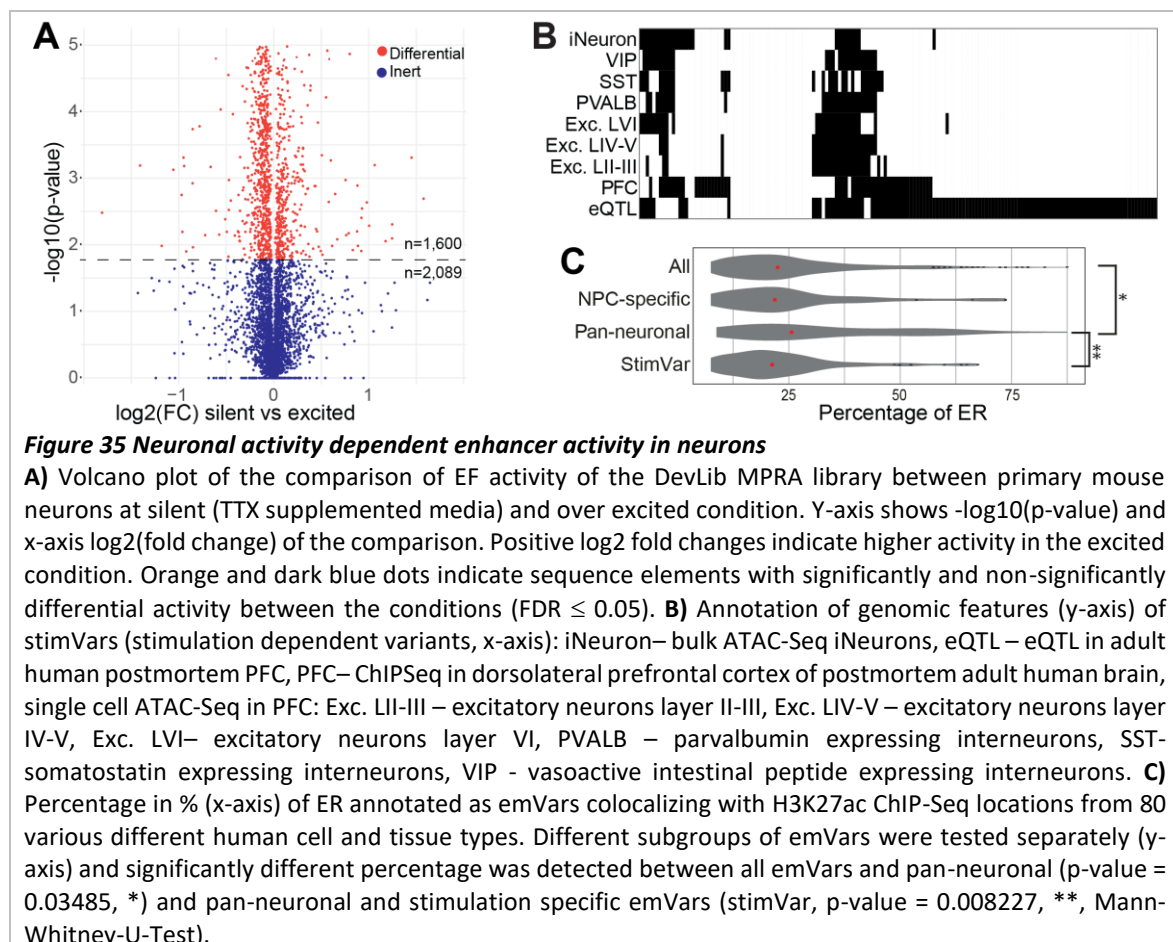 A
5
4
3
2
1
0
-log10(p-value)
Differential
Inert
n=1,600
n=2,089
−1
0
1
log2(FC) silent vs excited
B
iNeuron
VIP
SST
PVALB
Exc. LVI
Exc. LIV-V
Exc. LII-III
PFC
eQTL
C
All
NPC-specific
Pan-neuronal
StimVar
*
**
25
50
75
Percentage of ER
Figure 35 Neuronal activity dependent enhancer activity in neurons
A) Volcano plot of the comparison of EF activity of the DevLib MPRA library between primary mouse
neurons at silent (TTX supplemented media) and over excited condition. Y-axis shows -log10(p-value) and
x-axis log2(fold change) of the comparison. Positive log2 fold changes indicate higher activity in the excited
condition. Orange and dark blue dots indicate sequence elements with significantly and non-significantly
differential activity between the conditions (FDR ≤ 0.05). B) Annotation of genomic features (y-axis) of
stimVars (stimulation dependent variants, x-axis): iNeuron– bulk ATAC-Seq iNeurons, eQTL – eQTL in adult
human postmortem PFC, PFC– ChIPSeq in dorsolateral prefrontal cortex of postmortem adult human brain,
single cell ATAC-Seq in PFC: Exc. LII-III – excitatory neurons layer II-III, Exc. LIV-V – excitatory neurons layer
IV-V, Exc. LVI– excitatory neurons layer VI, PVALB – parvalbumin expressing interneurons, SST-
somatostatin expressing interneurons, VIP - vasoactive intestinal peptide expressing interneurons. C)
Percentage in % (x-axis) of ER annotated as emVars colocalizing with H3K27ac ChIP-Seq locations from 80
various different human cell and tissue types. Different subgroups of emVars were tested separately (y-
axis) and significantly different percentage was detected between all emVars and pan-neuronal (p-value =
0.03485, *) and pan-neuronal and stimulation specific emVars (stimVar, p-value = 0.008227, **, Mann-
Whitney-U-Test).